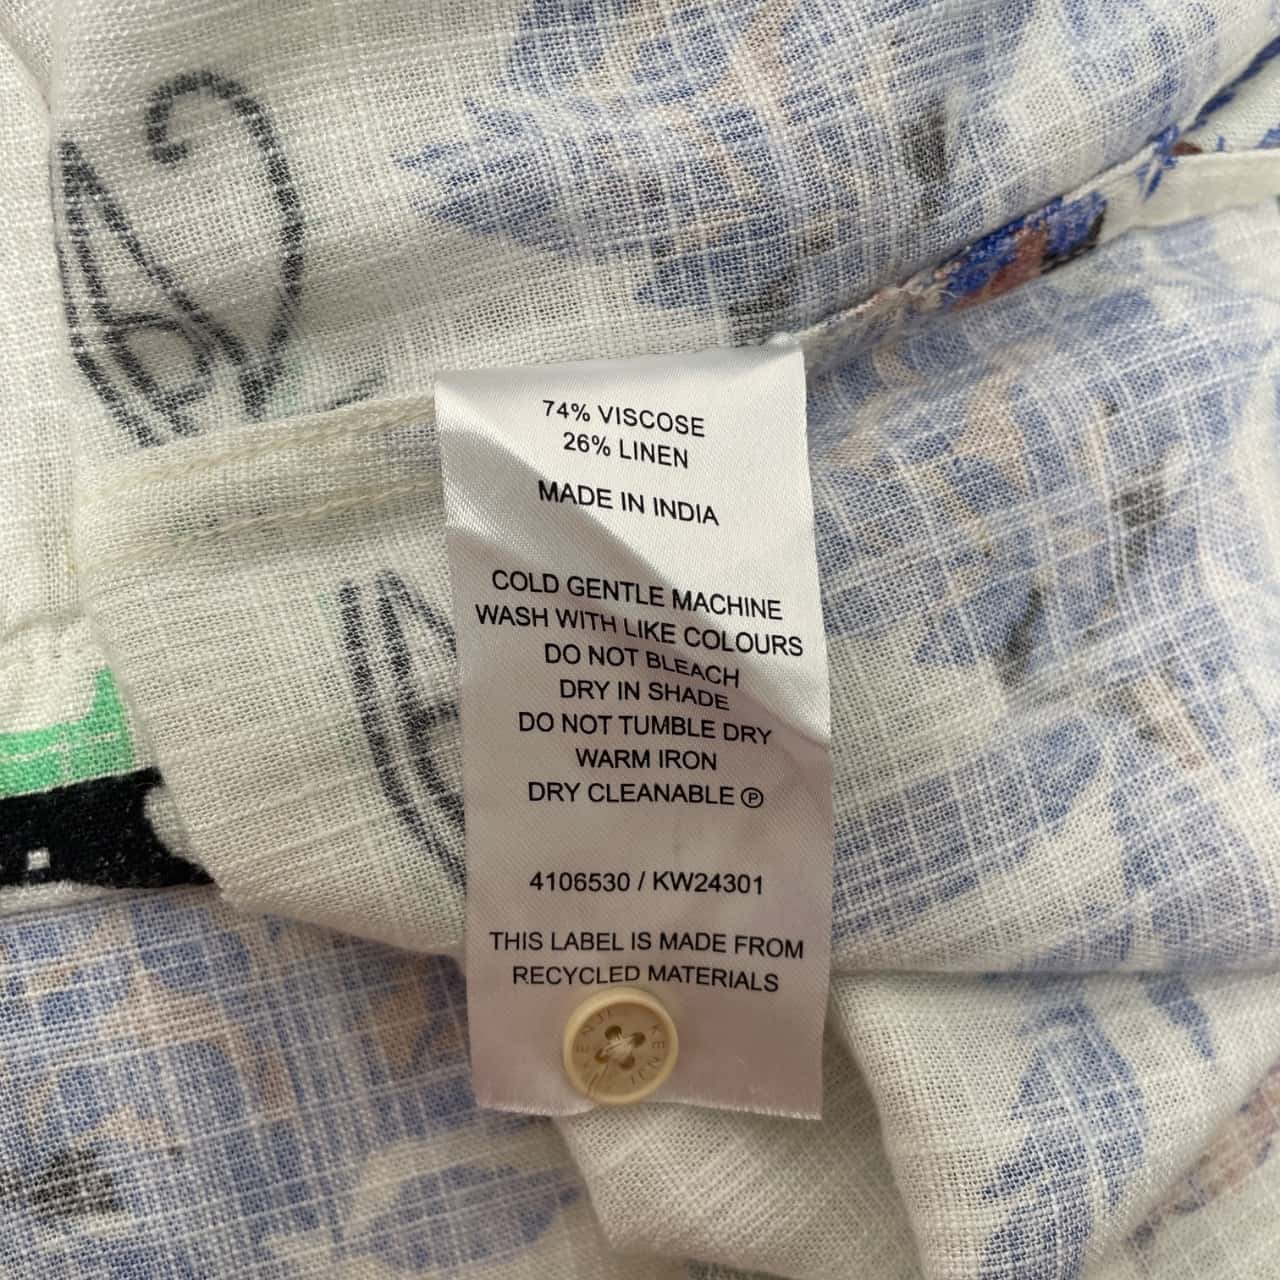 74% VISCOSE
26% LINEN
MADE IN INDIA
COLD GENTLE MACHINE
WASH WITH LIKE COLOURS
DO NOT BLEACH
DRY IN SHADE
DO NOT TUMBLE DRY
WARM IRON
DRY CLEANABLE Ⓟ
4106530 / KW24301
THIS LABEL IS MADE FROM
RECYCLED MATERIALS
KENJI KENJI